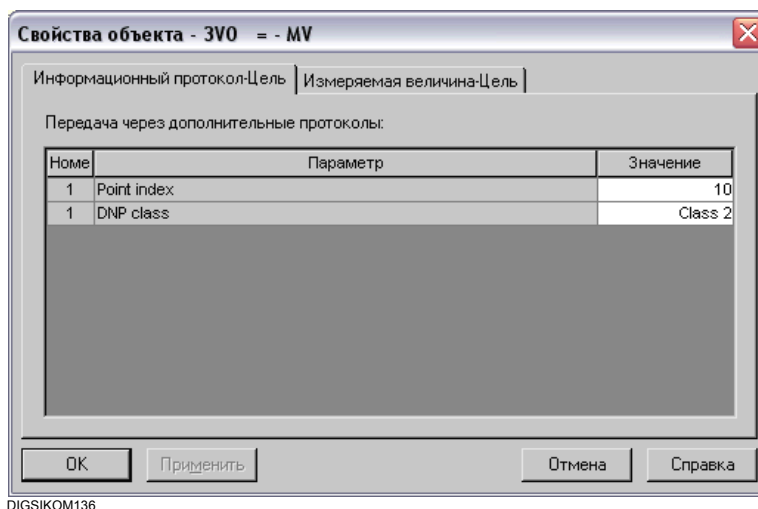 Свойства объекта - 3V0 = - MV
Информационный протокол-Цель Измеряемая величина-Цель
Передача через дополнительные протоколы:
Номе Параметр Значение
1 Point index 10
1 DNP class Class 2
OK Применить Отмена Справка
DIGSIKOM136